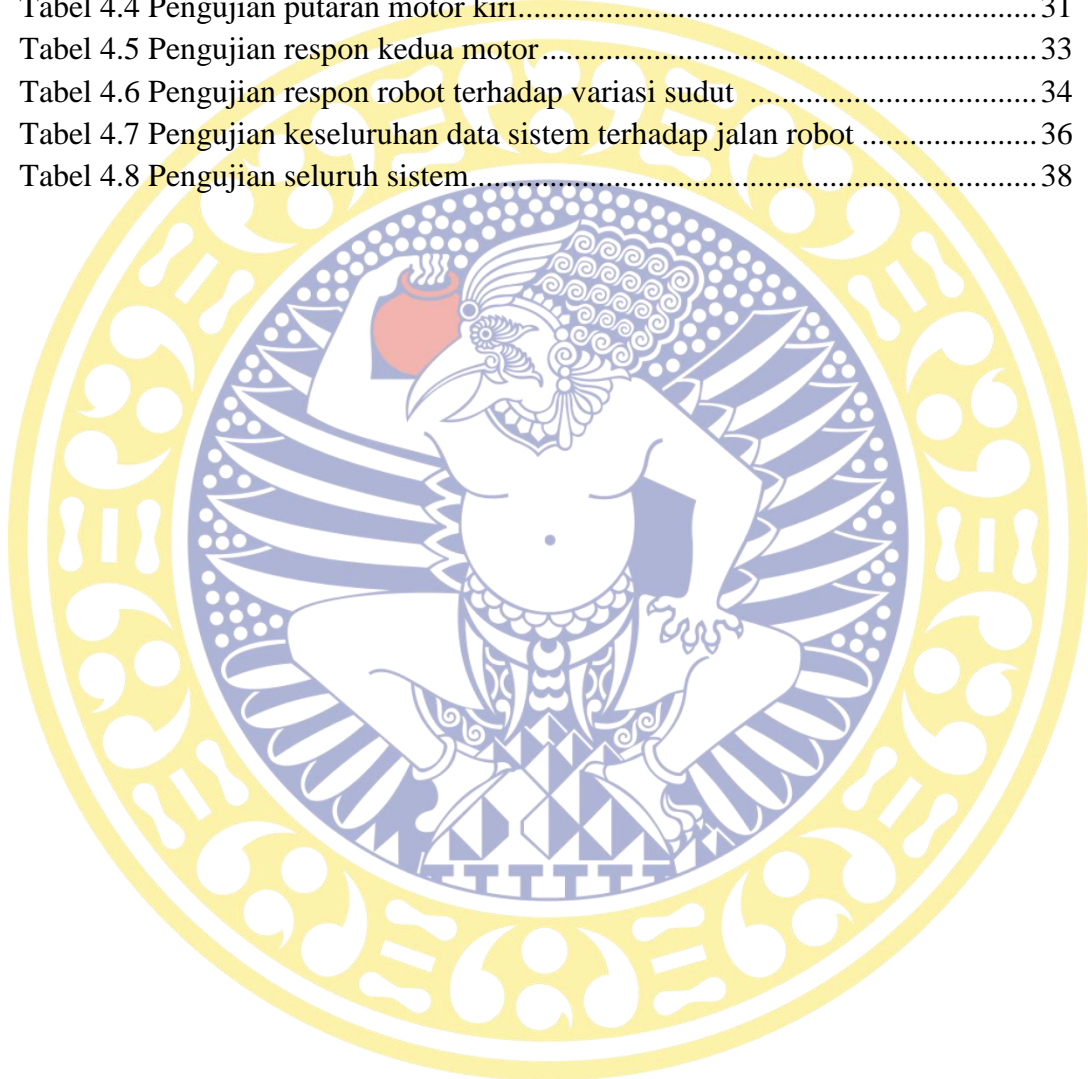 Tabel 4.4 Pengujian putaran motor kiri.......................................................................... 31
Tabel 4.5 Pengujian respon kedua motor...................................................................... 33
Tabel 4.6 Pengujian respon robot terhadap variasi sudut ......................................... 34
Tabel 4.7 Pengujian keseluruhan data sistem terhadap jalan robot ......................... 36
Tabel 4.8 Pengujian seluruh sistem................................................................................ 38